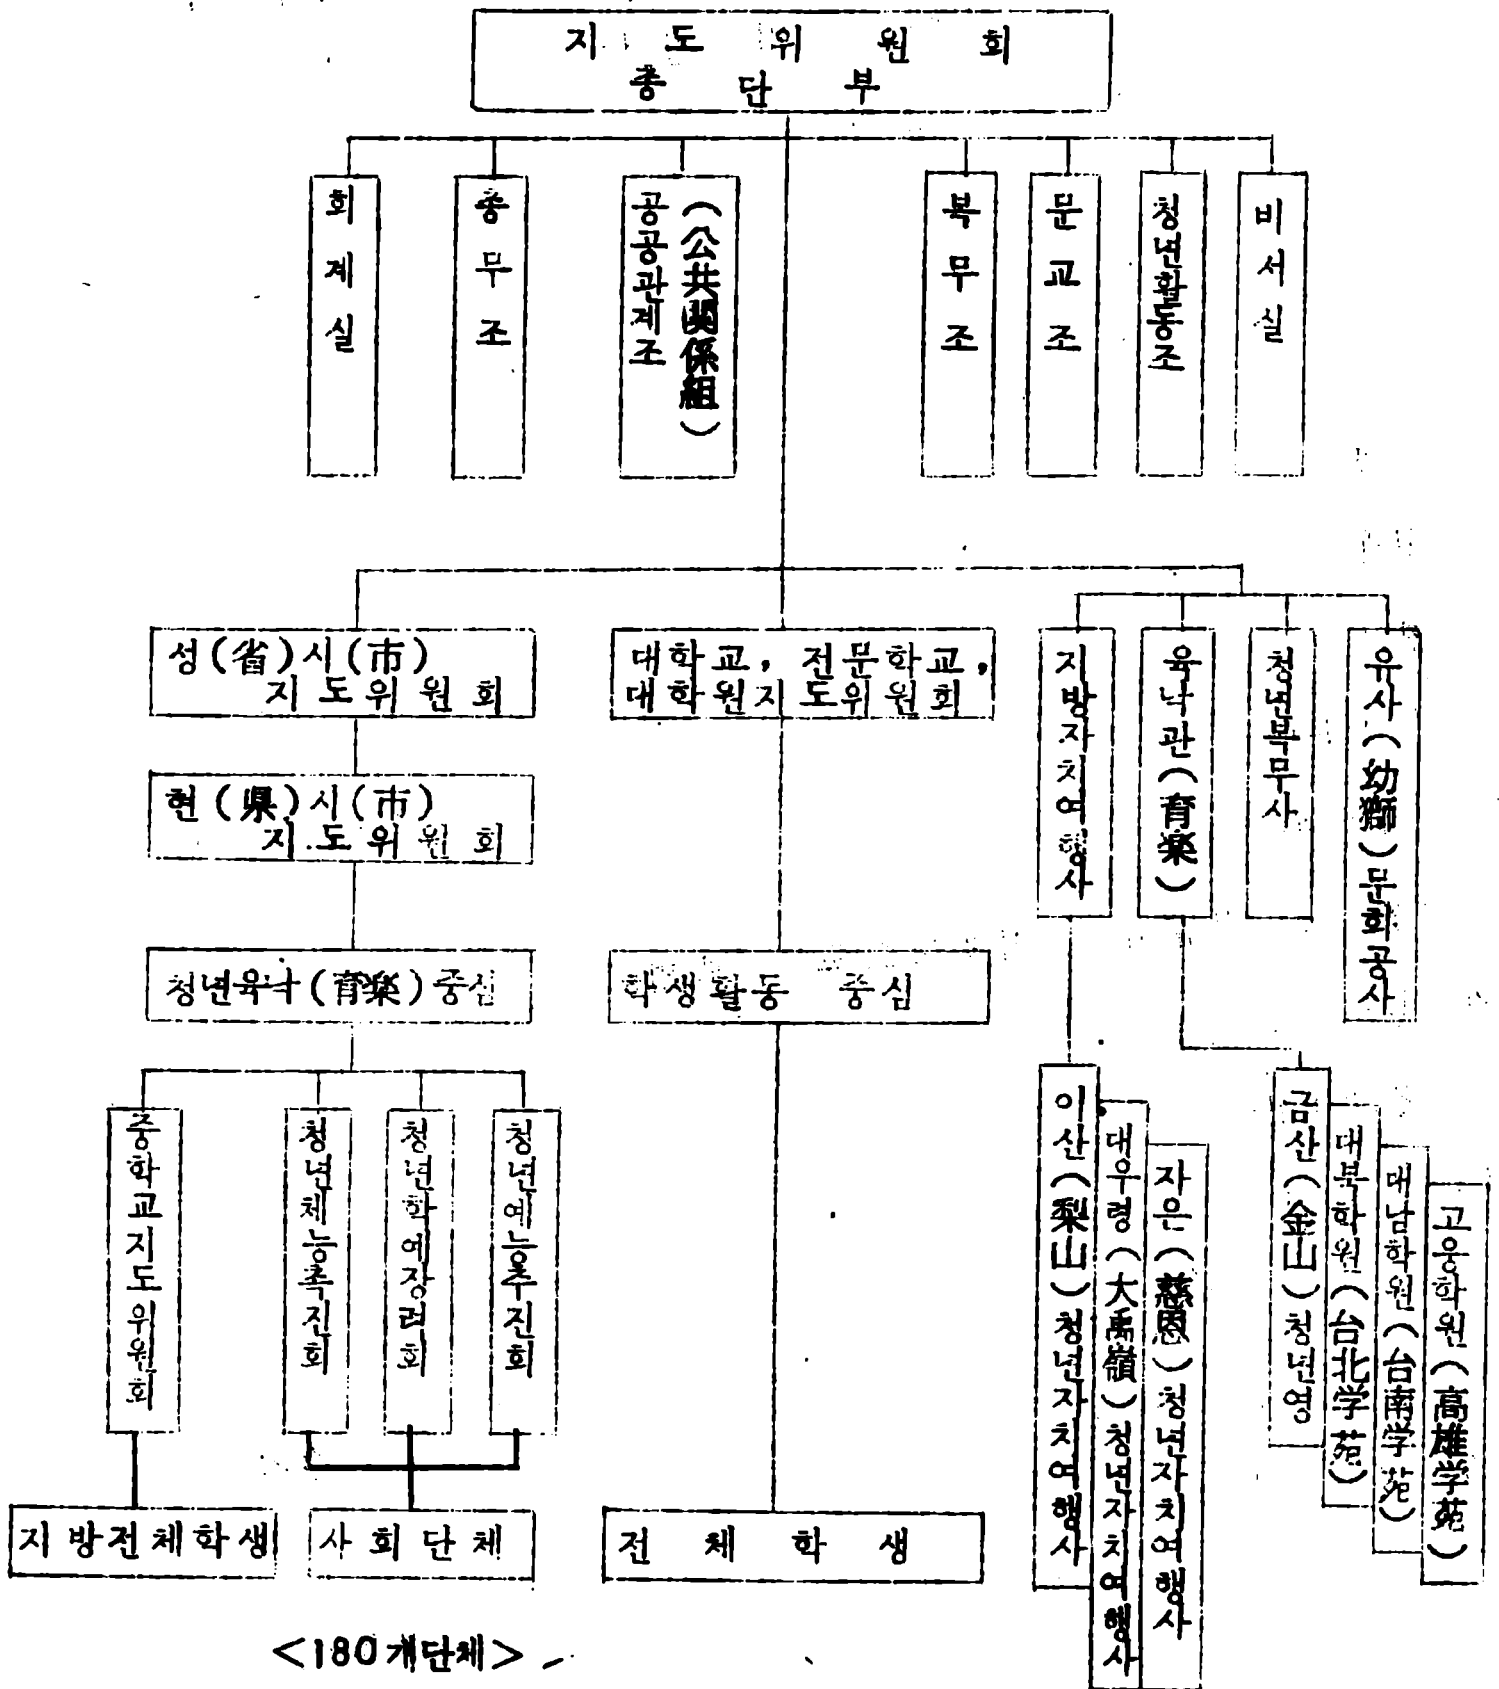 지도위원회
총단부
회계실
총무조
공공관계조
(公共関係組)
복무조
문교조
청년활동조
비서실
성(省)시(市)
지도위원회
대학교, 전문학교,
대학원지도위원회
지방자치여행사
육낙관(育楽)
청년복무사
유사(幼獅)문화공사
현(県)시(市)
지도위원회
청년육낙(育楽)중심
학생활동 중심
중학교지도위원회
청년체능촉진회
청년학예장려회
청년예능추진회
이산(梨山)청년자치여행사
대우령(大禹嶺)청년자치여행사
자은(慈恩)청년자치여행사
금산(金山)청년영
대북학원(台北学苑)
대남학원(台南学苑)
고웅학원(高雄学苑)
지방전체학생
사회단체
전체학생
<180개단체>